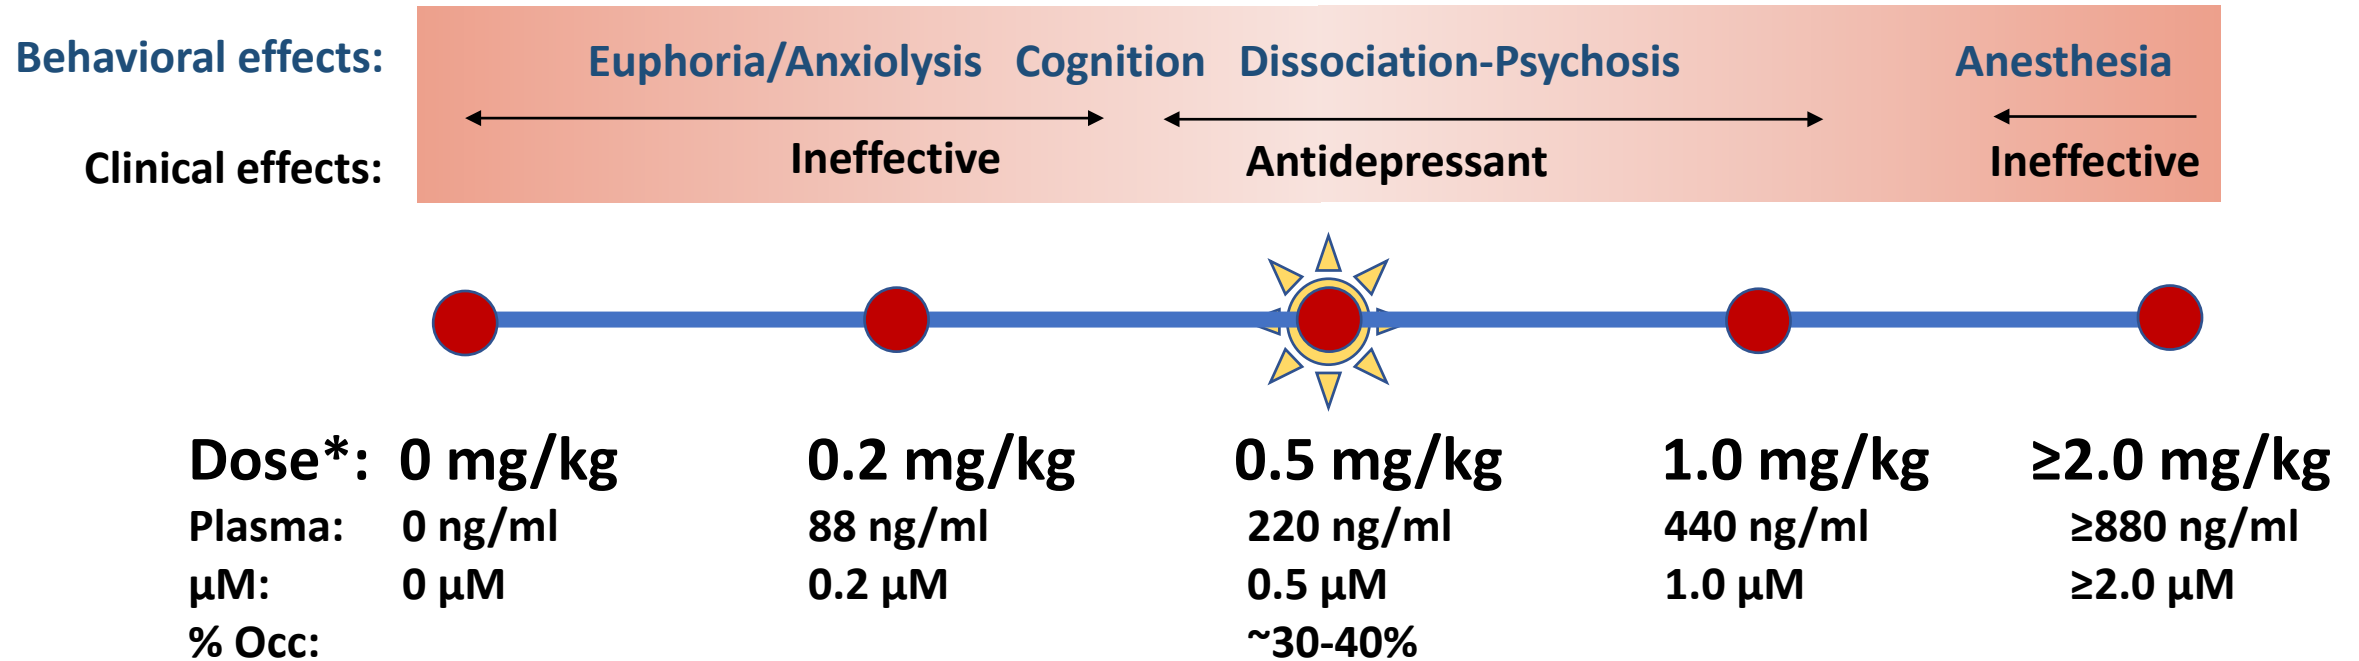 Behavioral effects: Euphoria/Anxiolysis Cognition Dissociation-Psychosis Anesthesia
Clinical effects: Ineffective Antidepressant Ineffective
Dose*: 0 mg/kg 0.2 mg/kg 0.5 mg/kg 1.0 mg/kg ≥2.0 mg/kg
Plasma: 0 ng/ml 88 ng/ml 220 ng/ml 440 ng/ml ≥880 ng/ml
µM: 0 µM 0.2 µM 0.5 µM 1.0 µM ≥2.0 µM
% Occ: ~30-40%